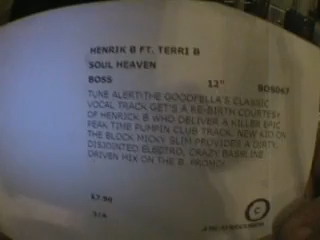 HENRIK B FT. TERRI B
SOUL HEAVEN
BOSS 12" BOS067
TUNE ALERT!THE GOODFELLA'S CLASSIC
VOCAL TRACK GET'S A RE-BIRTH COURTESY
OF HENRICK B WHO DELIVER A KILLER EPIC
PEAK TIME PUMPIN CLUB TRACK. NEW KID ON
THE BLOCK MICKY SLIM PROVIDES A DIRTY,
DISJOINTED ELECTRO, CRAZY BASSLINE
DRIVEN MIX ON THE B. PROMO!
£7.99
C